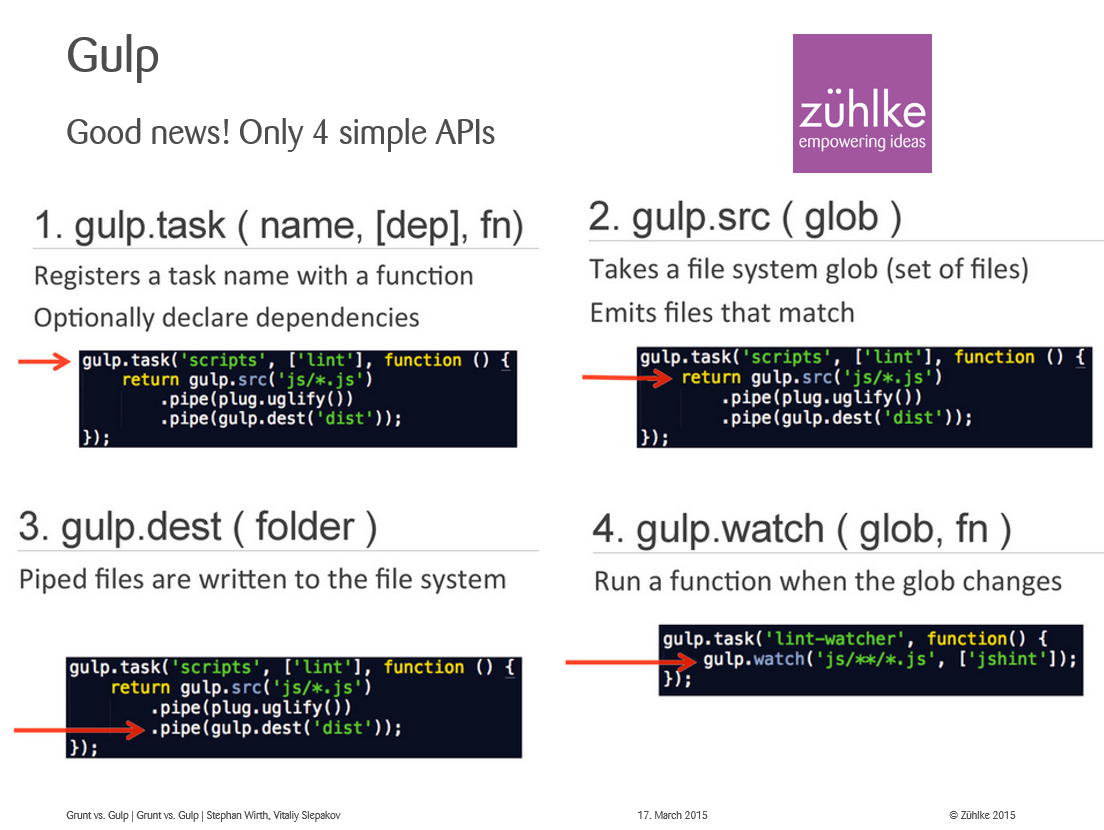 Gulp
Good news! Only 4 simple APIs
zühlke
empowering ideas
1. gulp.task ( name, [dep], fn)
Registers a task name with a function
Optionally declare dependencies
gulp.task('scripts', ['lint'], function () {
    return gulp.src('js/*.js')
        .pipe(plug.uglify())
        .pipe(gulp.dest('dist'));
});
2. gulp.src ( glob )
Takes a file system glob (set of files)
Emits files that match
gulp.task('scripts', ['lint'], function () {
    return gulp.src('js/*.js')
        .pipe(plug.uglify())
        .pipe(gulp.dest('dist'));
});
3. gulp.dest ( folder )
Piped files are written to the file system
gulp.task('scripts', ['lint'], function () {
    return gulp.src('js/*.js')
        .pipe(plug.uglify())
        .pipe(gulp.dest('dist'));
});
4. gulp.watch ( glob, fn )
Run a function when the glob changes
gulp.task('lint-watcher', function() {
    gulp.watch('js/**/*.js', ['jshint']);
});
Grunt vs. Gulp | Grunt vs. Gulp | Stephan Wirth, Vitaliy Slepakov
17. March 2015
© Zühlke 2015